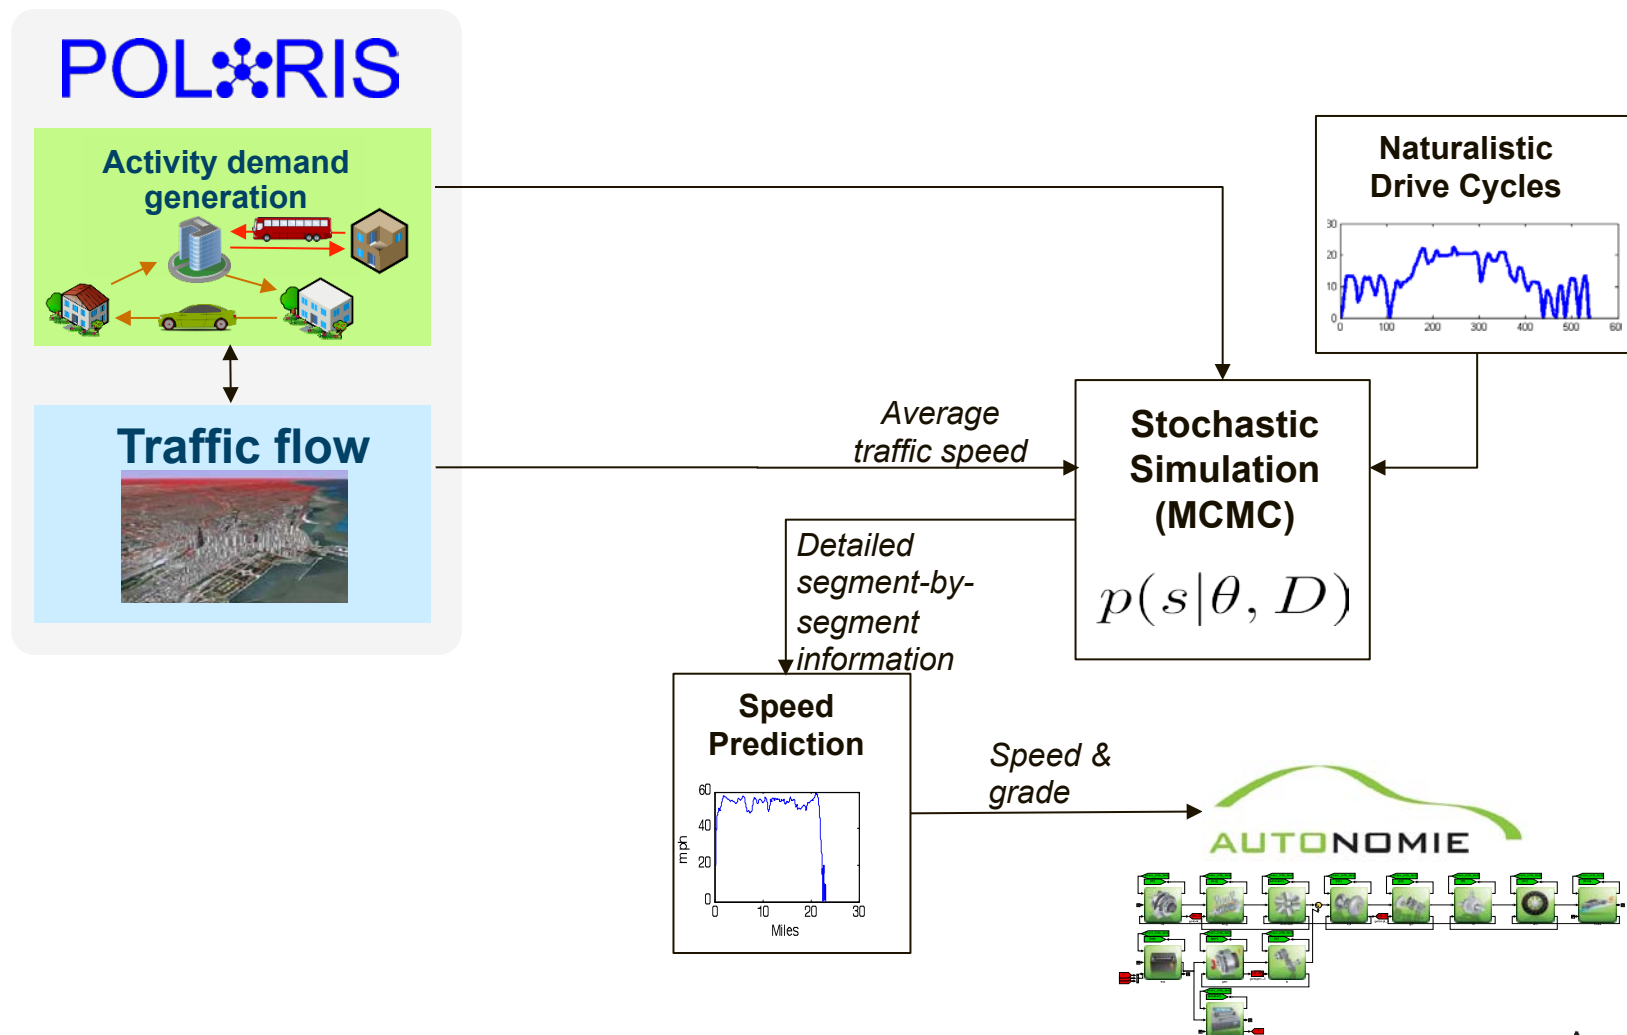 POLARIS
Activity demand
generation
Traffic flow
Average
traffic speed
Naturalistic
Drive Cycles
30
20
10
0
0 100 200 300 400 500 600
Stochastic
Simulation
(MCMC)
p(s|θ, D)
Detailed
segment-by-
segment
information
Speed
Prediction
60
40
20
0
mph
0 10 20 30
Miles
Speed &
grade
AUTONOMIE